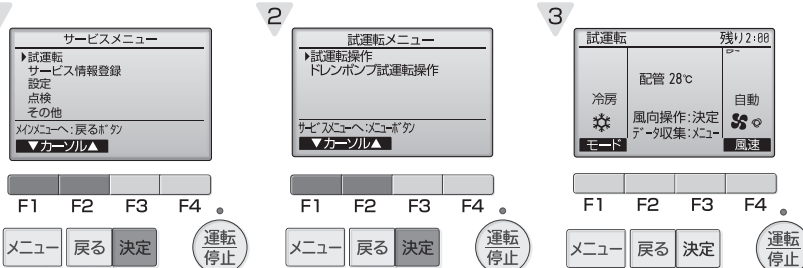 サービスメニュー
▶試運転
サービス情報登録
設定
点検
その他
メインメニューへ:戻るボタン
▼カーソル▲
F1 F2 F3 F4
メニュー 戻る 決定
運転
停止
2
試運転メニュー
▶試運転操作
ドレンポンプ試運転操作
サービスメニューへ:メニューボタン
▼カーソル▲
F1 F2 F3 F4
メニュー 戻る 決定
運転
停止
3
試運転 残り2:00
配管 28℃
冷房 自動
風向操作:決定
データ収集:メニュー
モード 風速
F1 F2 F3 F4
メニュー 戻る 決定
運転
停止